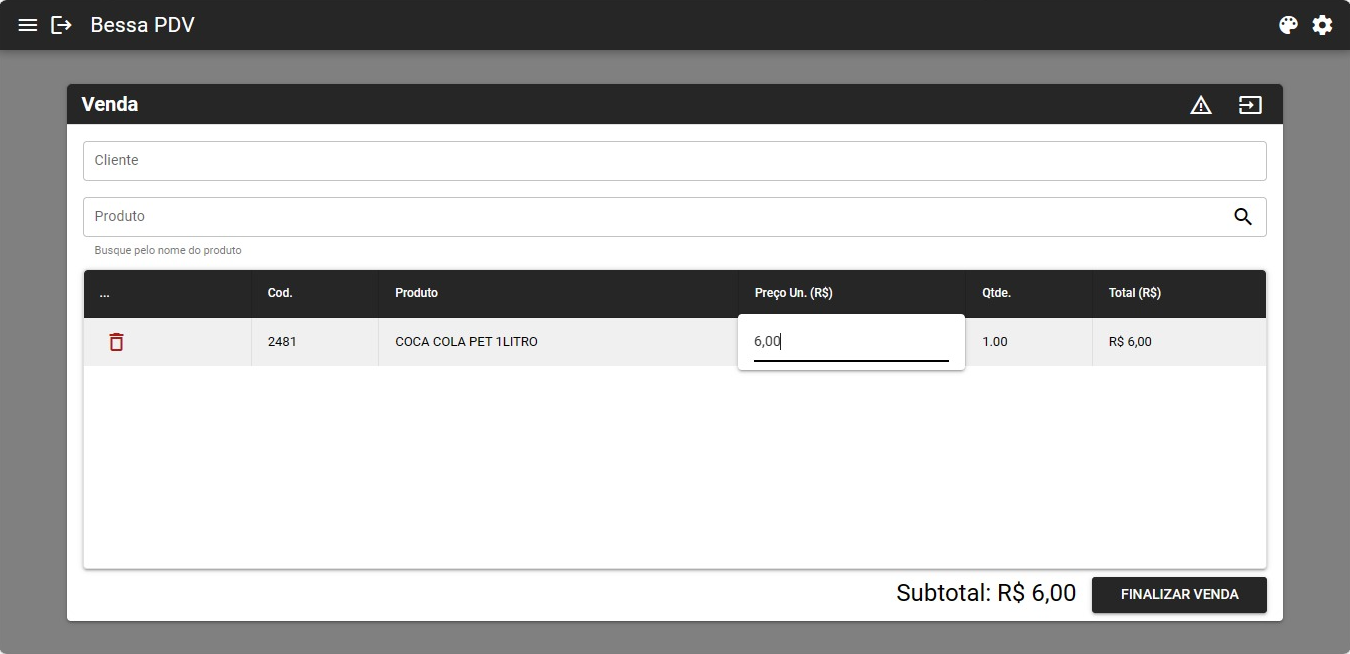 Bessa PDV
Venda
Cliente
Produto
Busque pelo nome do produto
... Cod. Produto Preço Un. (R$) Qtde. Total (R$)
2481 COCA COLA PET 1LITRO 6,00 1.00 R$ 6,00
Subtotal: R$ 6,00 FINALIZAR VENDA